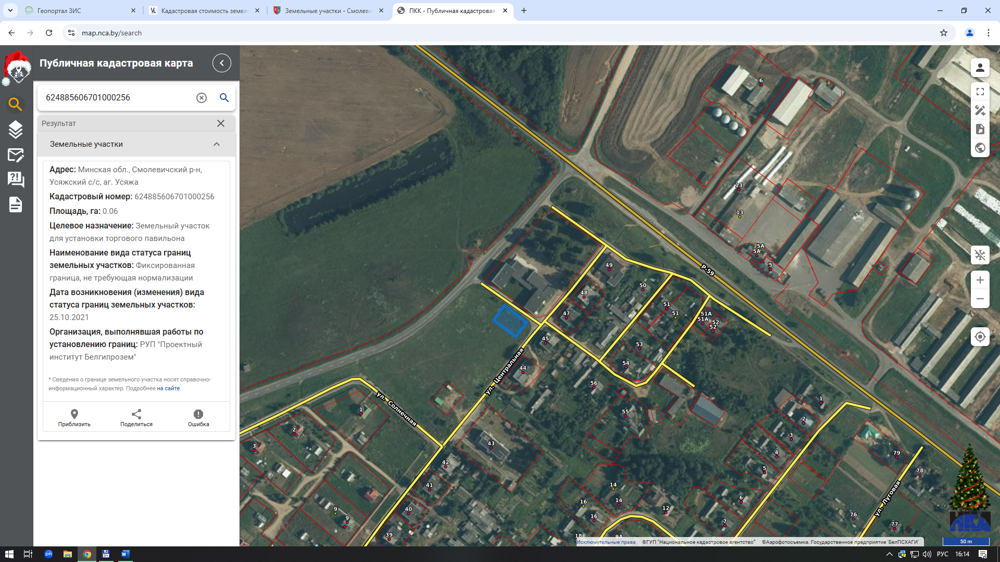 Геопортал ЗИС
Кадастровая стоимость земель
Земельные участки - Смолеви
ПКК - Публичная кадастровая
map.nca.by/search
Публичная кадастровая карта
624885606701000256
Результат
Земельные участки
Адрес: Минская обл., Смолевичский р-н,
Усяжский с/с, аг. Усяжа
Кадастровый номер: 624885606701000256
Площадь, га: 0.06
Целевое назначение: Земельный участок
для установки торгового павильона
Наименование вида статуса границ
земельных участков: Фиксированная
граница, не требующая нормализации
Дата возникновения (изменения) вида
статуса границ земельных участков:
25.10.2021
Организация, выполнявшая работы по
установлению границ: РУП "Проектный
институт Белгипрозем"
* Сведения о границе земельного участка носят справочно-
информационный характер. Подробнее на сайте.
Приблизить
Поделиться
Ошибка
6
13
13
5А
5А
5
Р-59
49
50
48
47
51
51
51А
51А
52
52
45
53
54
44
56
ул. Центральная
ул. Солнечная
1
2
3
55
43
42
41
40
39
9
9
1
2
3
4
5
79
78
14
14
16
16
12
6
7
18
9А
76
77
ул. Луговая
НКА
Исключительные права ©ГУП "Национальное кадастровое агентство" ©Аэрофотосъемка. Государственное предприятие 'БелПСХАГИ'
50 m
zm
64
W
РУС
16:14